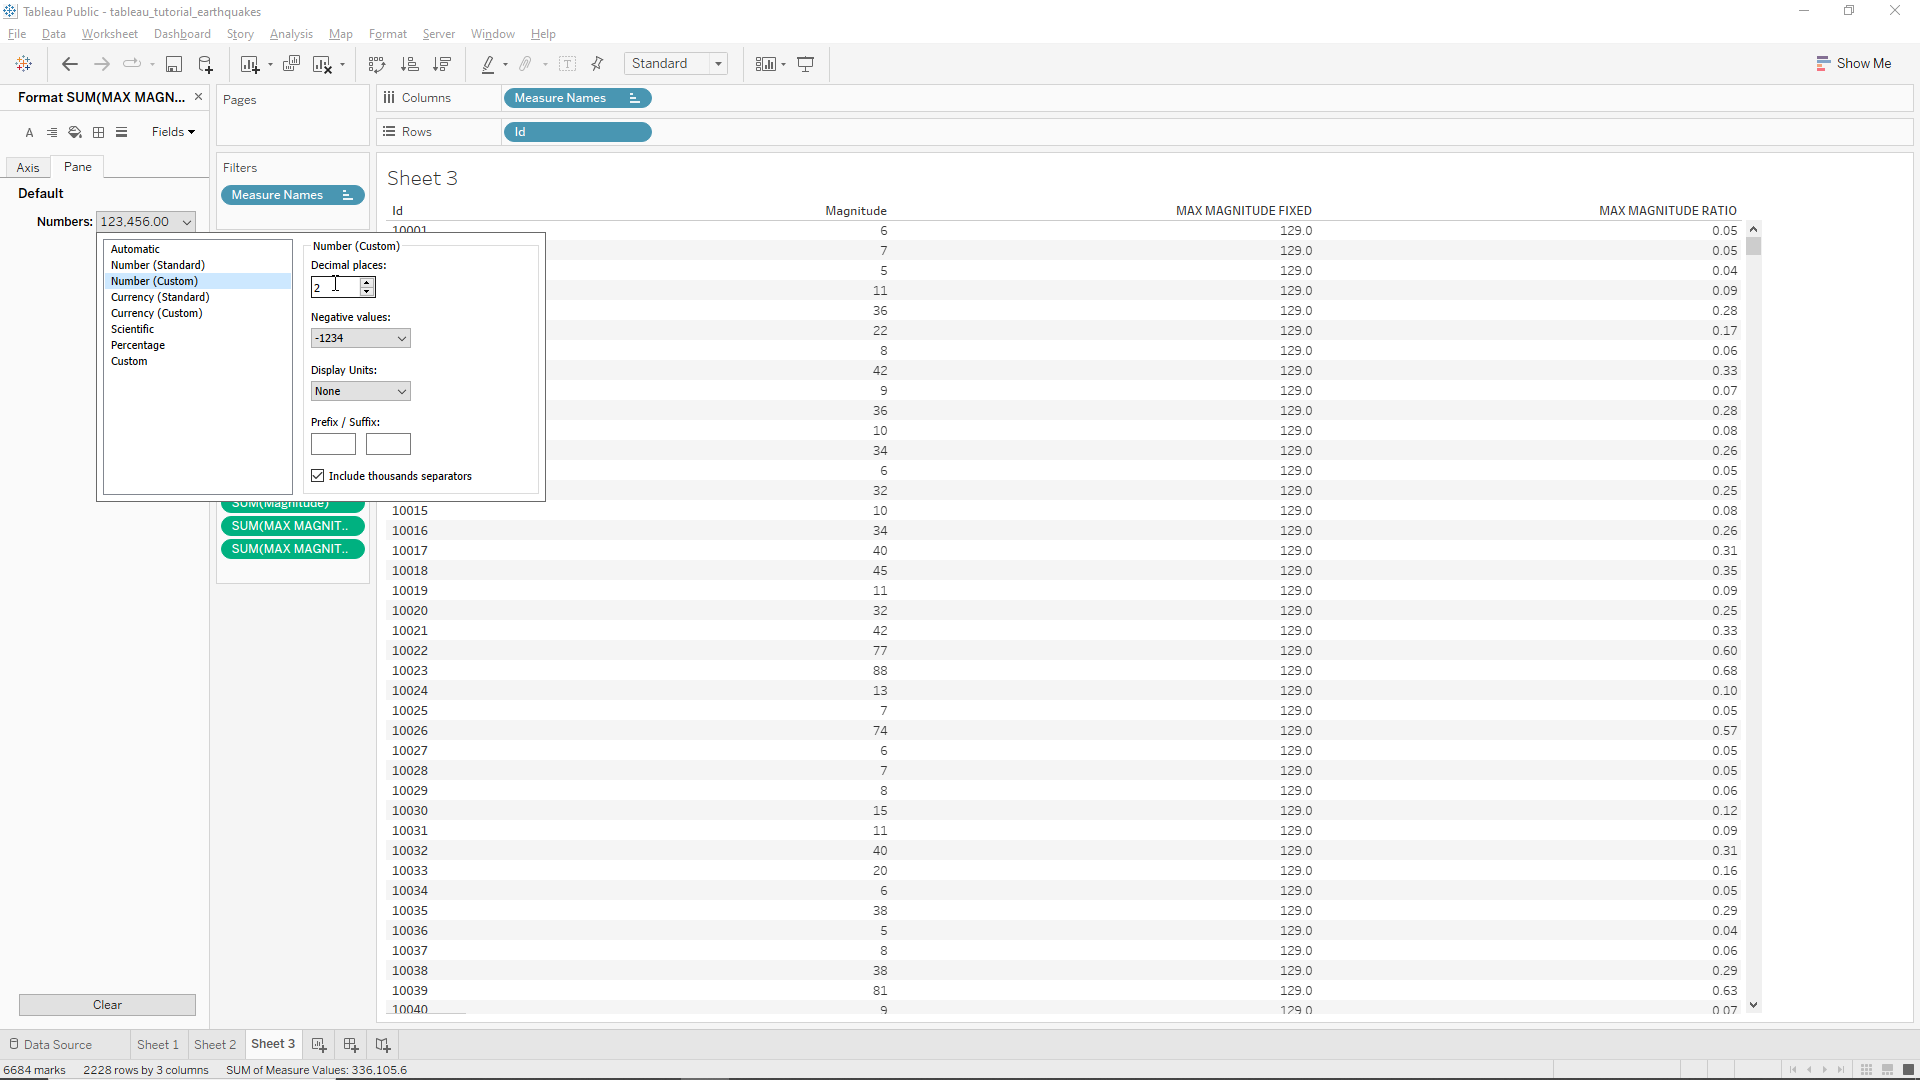 Tableau Public - tableau_tutorial_earthquakes
File Data Worksheet Dashboard Story Analysis Map Format Server Window Help
Standard
Show Me
Format SUM(MAX MAGN...
Fields
Axis Pane
Default
Numbers: 123,456.00
Automatic
Number (Standard)
Number (Custom)
Currency (Standard)
Currency (Custom)
Scientific
Percentage
Custom
Number (Custom)
Decimal places:
2
Negative values:
-1234
Display Units:
None
Prefix / Suffix:
Include thousands separators
Clear
Pages
Filters
Measure Names
SUM(Magnitude)
SUM(MAX MAGNIT..
SUM(MAX MAGNIT..
Columns Measure Names
Rows Id
Sheet 3
Id Magnitude MAX MAGNITUDE FIXED MAX MAGNITUDE RATIO
10001 6 129.0 0.05
7 129.0 0.05
5 129.0 0.04
11 129.0 0.09
36 129.0 0.28
22 129.0 0.17
8 129.0 0.06
42 129.0 0.33
9 129.0 0.07
36 129.0 0.28
10 129.0 0.08
34 129.0 0.26
6 129.0 0.05
32 129.0 0.25
10015 10 129.0 0.08
10016 34 129.0 0.26
10017 40 129.0 0.31
10018 45 129.0 0.35
10019 11 129.0 0.09
10020 32 129.0 0.25
10021 42 129.0 0.33
10022 77 129.0 0.60
10023 88 129.0 0.68
10024 13 129.0 0.10
10025 7 129.0 0.05
10026 74 129.0 0.57
10027 6 129.0 0.05
10028 7 129.0 0.05
10029 8 129.0 0.06
10030 15 129.0 0.12
10031 11 129.0 0.09
10032 40 129.0 0.31
10033 20 129.0 0.16
10034 6 129.0 0.05
10035 38 129.0 0.29
10036 5 129.0 0.04
10037 8 129.0 0.06
10038 38 129.0 0.29
10039 81 129.0 0.63
10040 9 129.0 0.07
Data Source Sheet 1 Sheet 2 Sheet 3
6684 marks 2228 rows by 3 columns SUM of Measure Values: 336,105.6